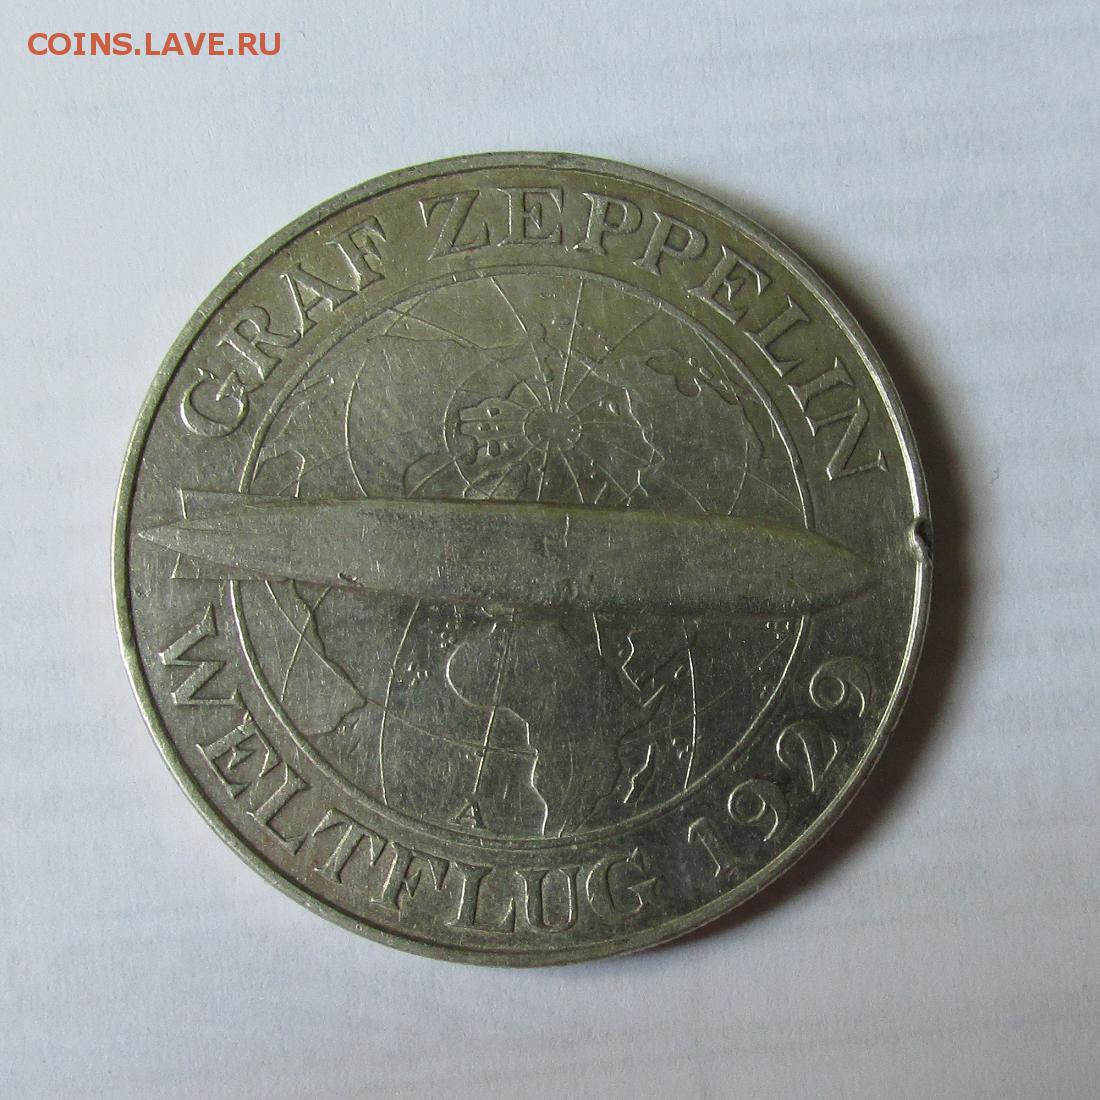 COINS.LAVE.RU
GRAF ZEPPELIN
WELTFLUG 1929
A